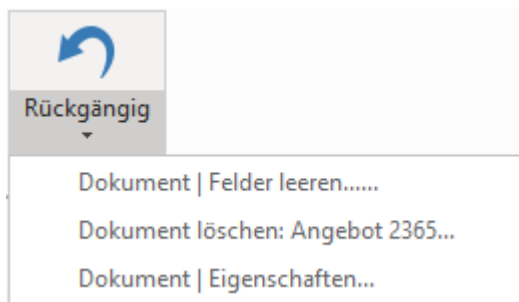 Rückgängig
Dokument | Felder leeren......
Dokument löschen: Angebot 2365...
Dokument | Eigenschaften...